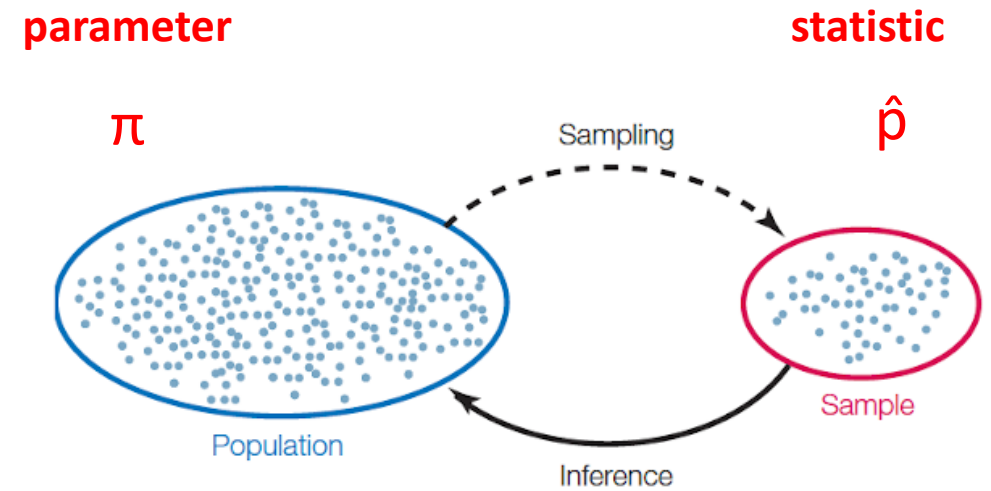 parameter
statistic
π
p̂
Sampling
Population
Sample
Inference